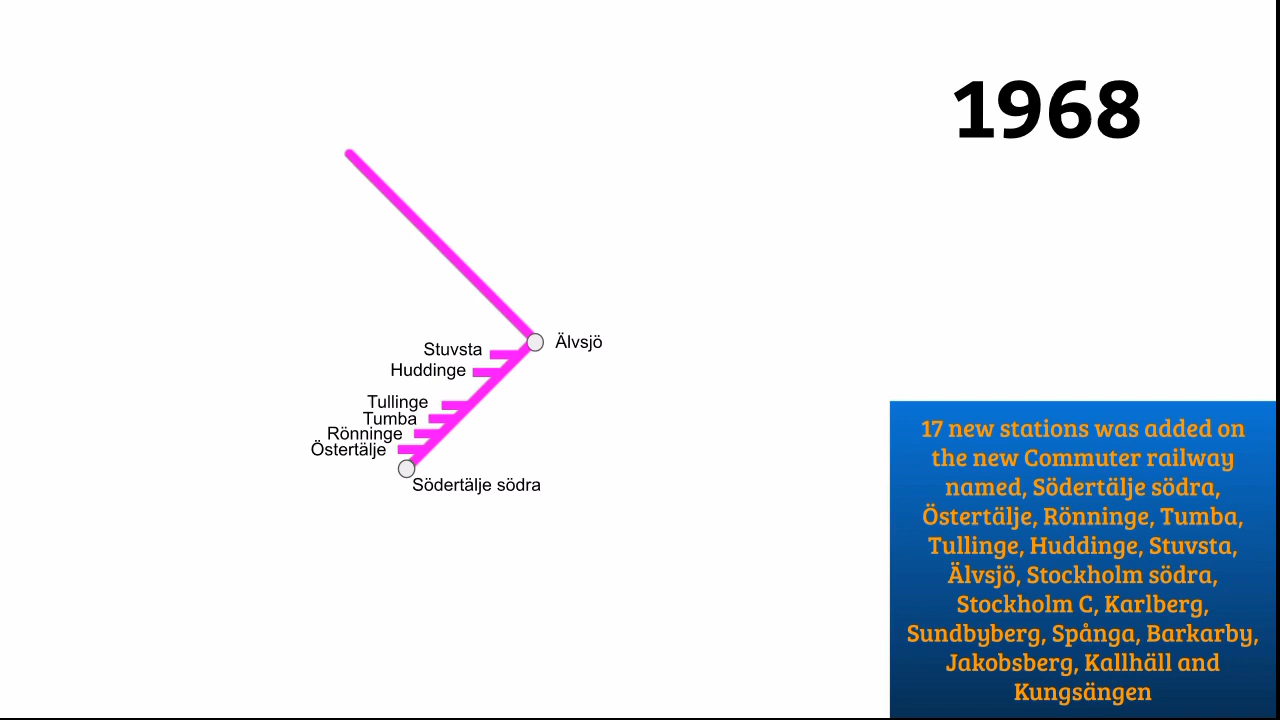 1968
Stuvsta
Älvsjö
Huddinge
Tullinge
Tumba
Rönninge
Östertälje
Södertälje södra
17 new stations was added on
the new Commuter railway
named, Södertälje södra,
Östertälje, Rönninge, Tumba,
Tullinge, Huddinge, Stuvsta,
Älvsjö, Stockholm södra,
Stockholm C, Karlberg,
Sundbyberg, Spånga, Barkarby,
Jakobsberg, Kallhäll and
Kungsängen